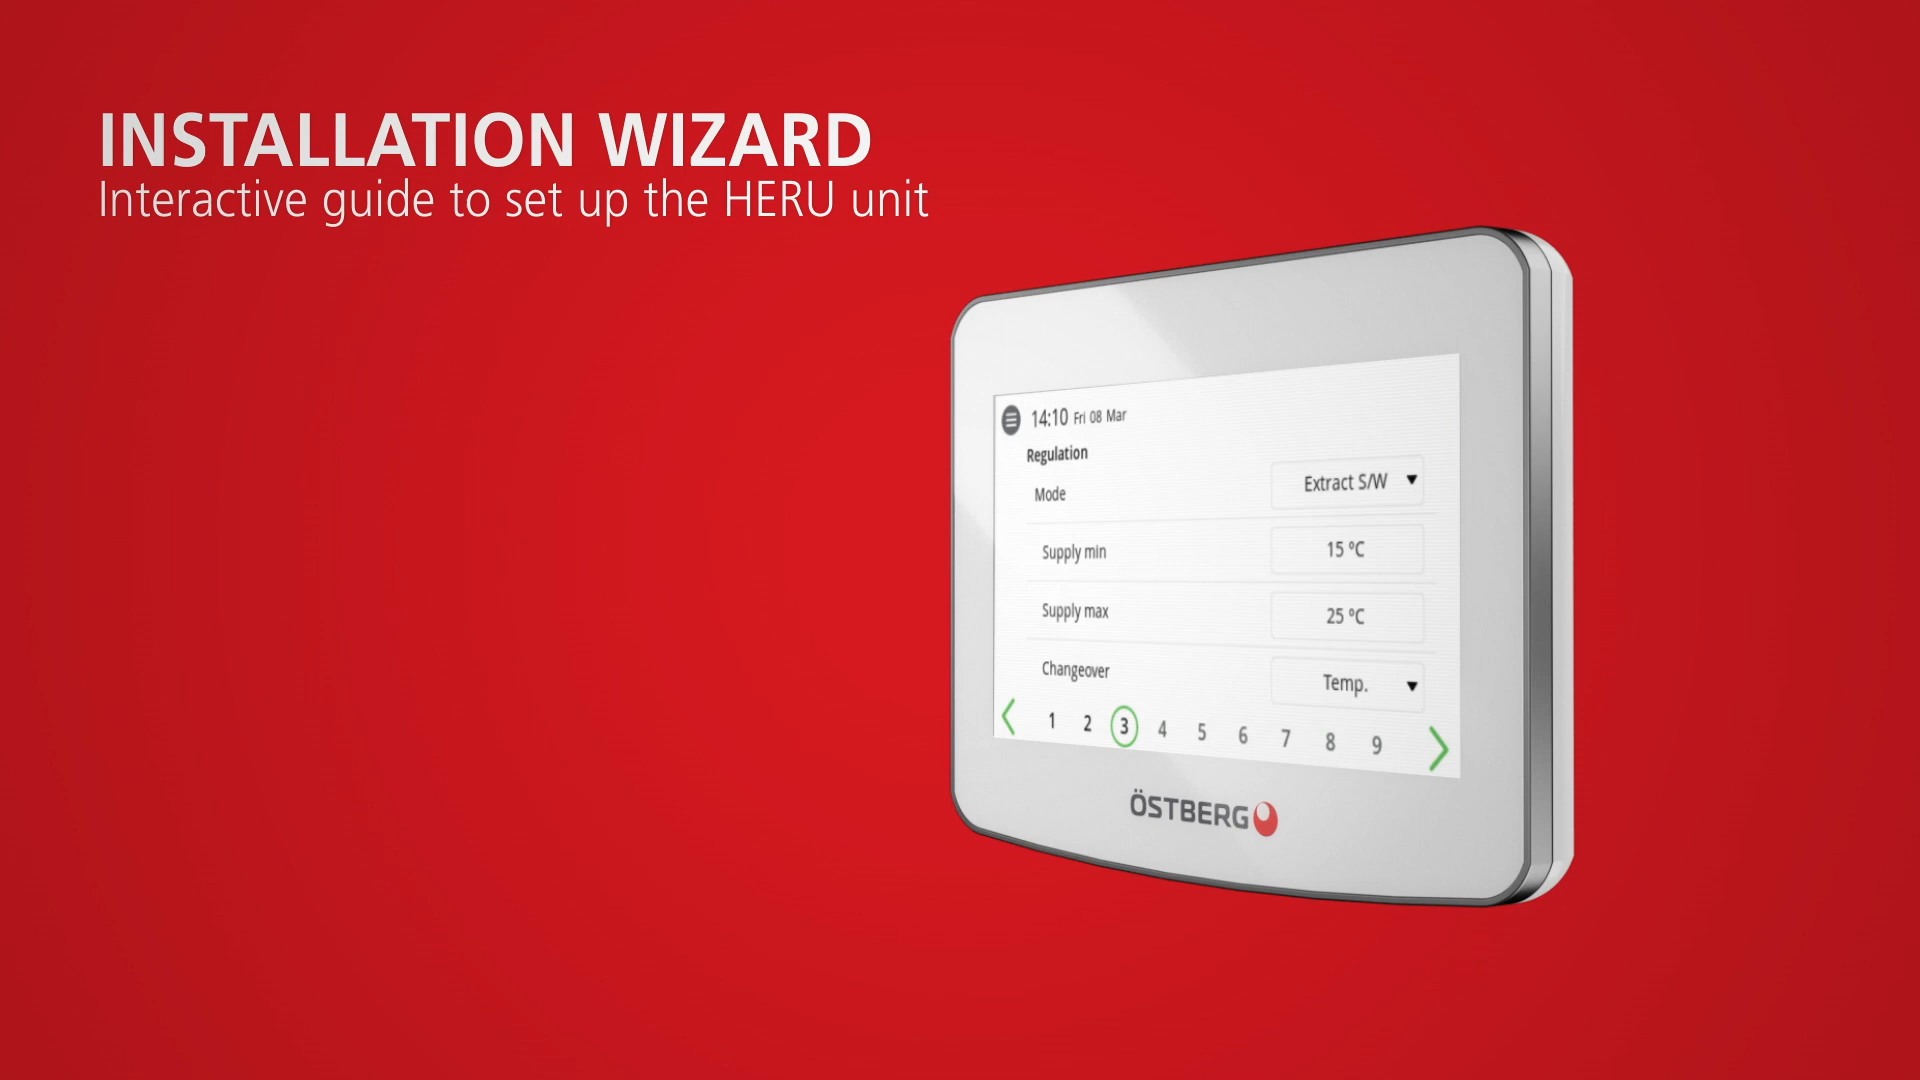 INSTALLATION WIZARD
Interactive guide to set up the HERU unit
14:10 Fri 08 Mar
Regulation
Mode Extract S/W
Supply min 15 °C
Supply max 25 °C
Changeover Temp.
1 2 3 4 5 6 7 8 9
ÖSTBERG